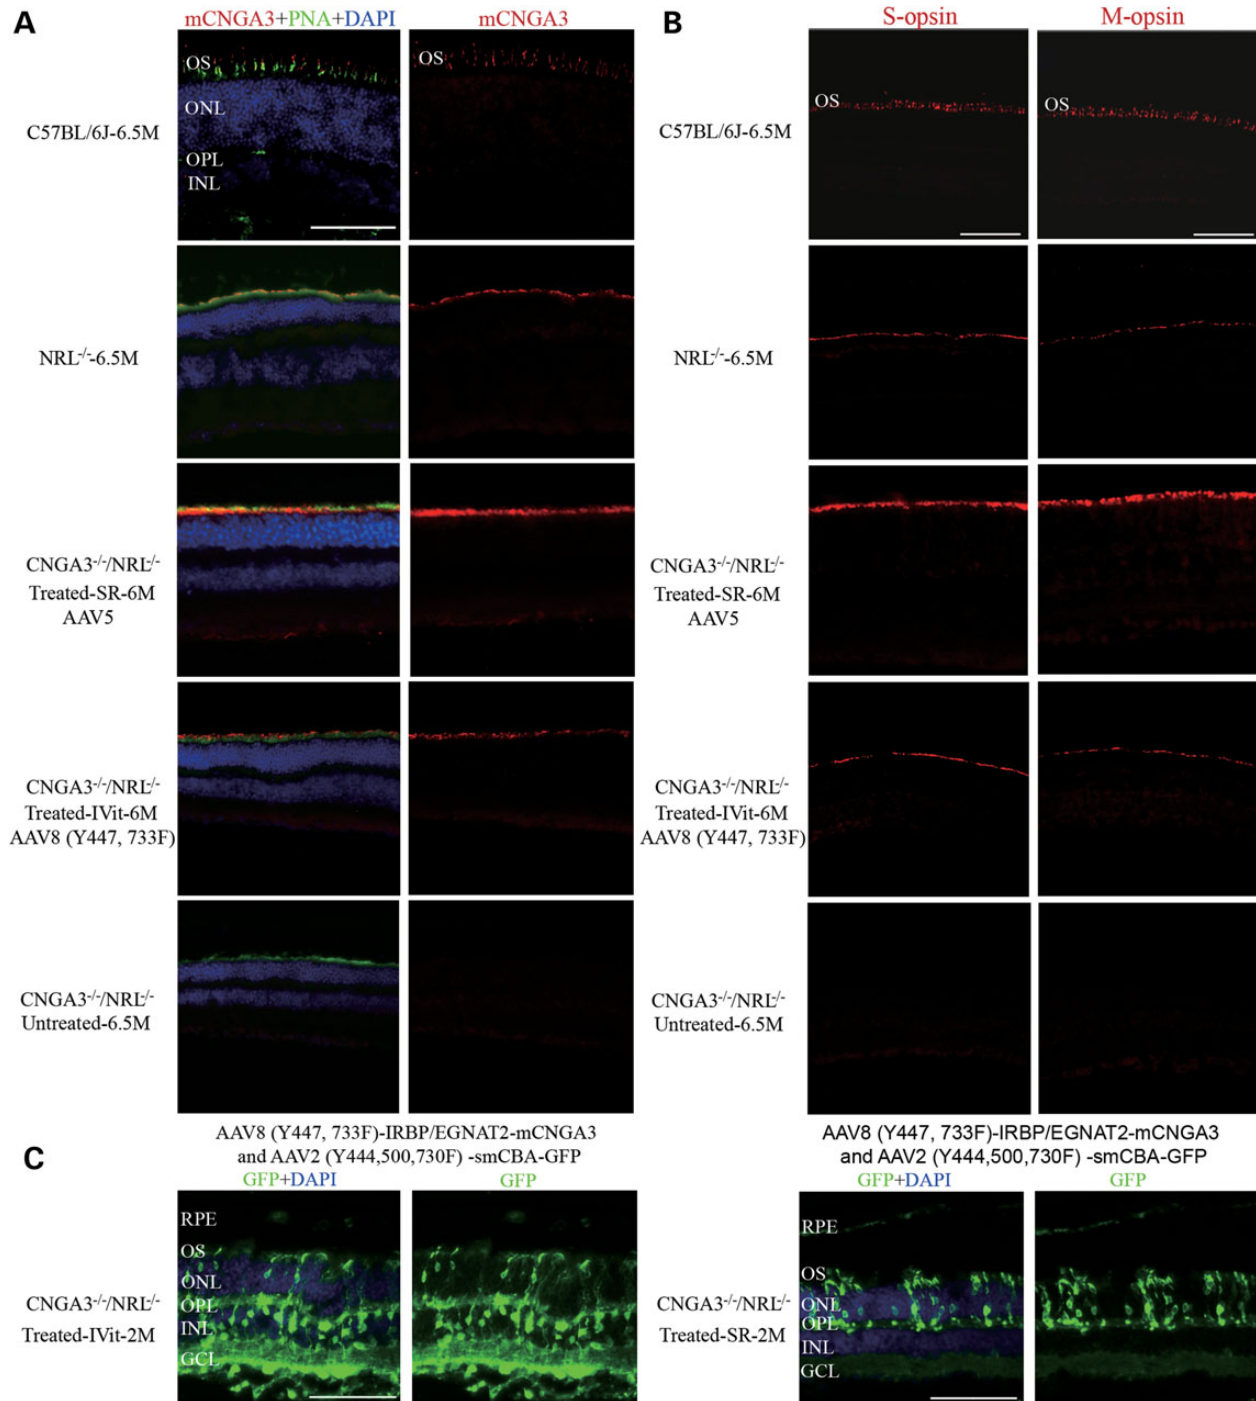 A
mCNGA3+PNA+DAPI
mCNGA3
C57BL/6J-6.5M
OS
ONL
OPL
INL
OS
NRL-/--6.5M
CNGA3-/-/NRL-/-
Treated-SR-6M
AAV5
CNGA3-/-/NRL-/-
Treated-IVit-6M
AAV8 (Y447, 733F)
CNGA3-/-/NRL-/-
Untreated-6.5M
B
S-opsin
M-opsin
C57BL/6J-6.5M
OS
OS
NRL-/--6.5M
CNGA3-/-/NRL-/-
Treated-SR-6M
AAV5
CNGA3-/-/NRL-/-
Treated-IVit-6M
AAV8 (Y447, 733F)
CNGA3-/-/NRL-/-
Untreated-6.5M
C
AAV8 (Y447, 733F)-IRBP/EGNAT2-mCNGA3
and AAV2 (Y444,500,730F) -smCBA-GFP
GFP+DAPI
GFP
CNGA3-/-/NRL-/-
Treated-IVit-2M
RPE
OS
ONL
OPL
INL
GCL
AAV8 (Y447, 733F)-IRBP/EGNAT2-mCNGA3
and AAV2 (Y444,500,730F) -smCBA-GFP
GFP+DAPI
GFP
CNGA3-/-/NRL-/-
Treated-SR-2M
RPE
OS
ONL
OPL
INL
GCL